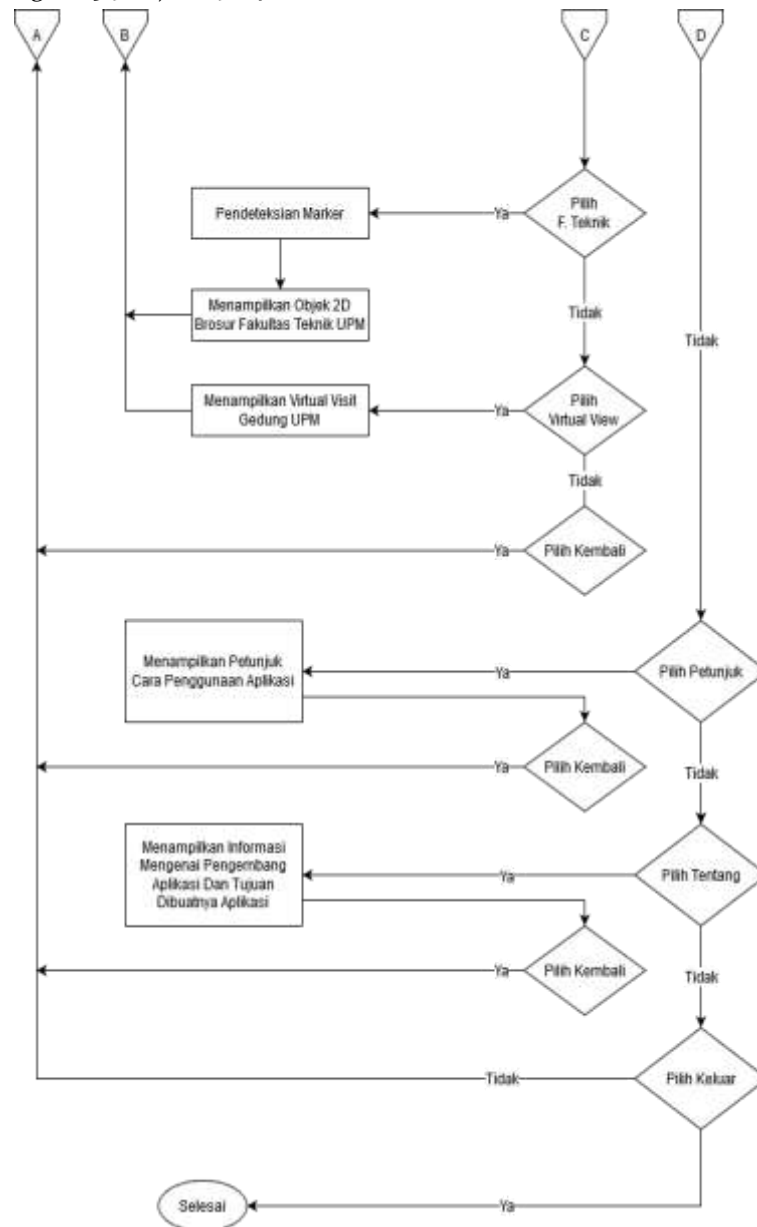 A
B
C
D
Pilih
F. Teknik
Ya
Pendeteksian Marker
Menampilkan Objek 2D
Brosur Fakultas Teknik UPM
Tidak
Tidak
Pilih
Virtual View
Ya
Menampilkan Virtual Visit
Gedung UPM
Tidak
Pilih Kembali
Ya
Menampilkan Petunjuk
Cara Penggunaan Aplikasi
Ya
Pilih Petunjuk
Pilih Kembali
Ya
Tidak
Menampilkan Informasi
Mengenai Pengembang
Aplikasi Dan Tujuan
Dibuatnya Aplikasi
Ya
Pilih Tentang
Pilih Kembali
Ya
Tidak
Tidak
Pilih Keluar
Selesai
Ya